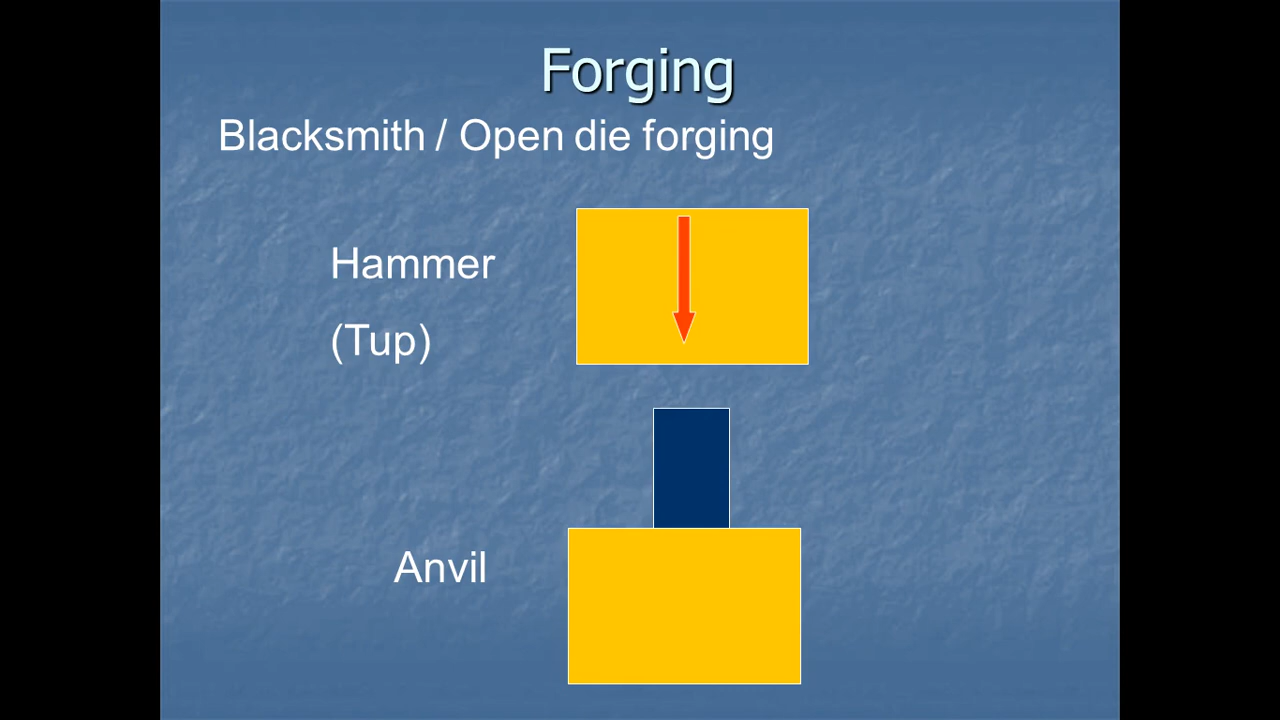 Forging
Blacksmith / Open die forging
Hammer
(Tup)
Anvil